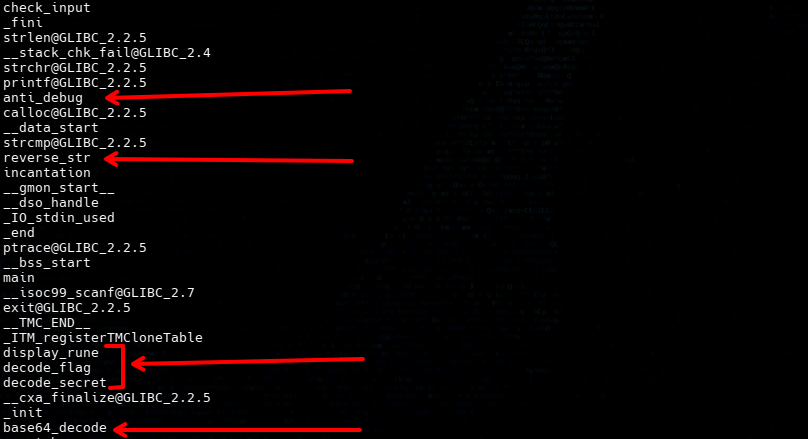 check_input
_fini
strlen@GLIBC_2.2.5
__stack_chk_fail@GLIBC_2.4
strchr@GLIBC_2.2.5
printf@GLIBC_2.2.5
anti_debug
calloc@GLIBC_2.2.5
__data_start
strcmp@GLIBC_2.2.5
reverse_str
incantation
__gmon_start__
__dso_handle
_IO_stdin_used
_end
ptrace@GLIBC_2.2.5
__bss_start
main
__isoc99_scanf@GLIBC_2.7
exit@GLIBC_2.2.5
__TMC_END__
_ITM_registerTMCloneTable
display_rune
decode_flag
decode_secret
__cxa_finalize@GLIBC_2.2.5
_init
base64_decode